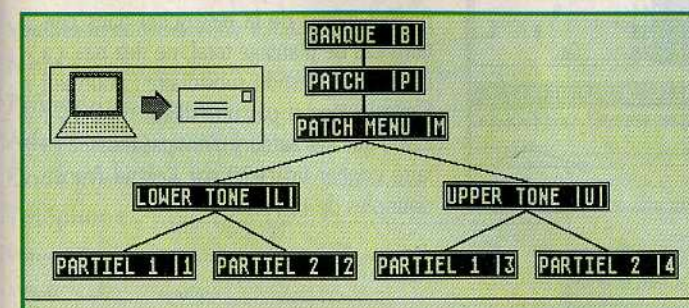 BANQUE |B|
PATCH |P|
PATCH MENU |M
LOWER TONE |L| UPPER TONE |U|
PARTIEL 1 |1 PARTIEL 2 |2 PARTIEL 1 |3 PARTIEL 2 |4